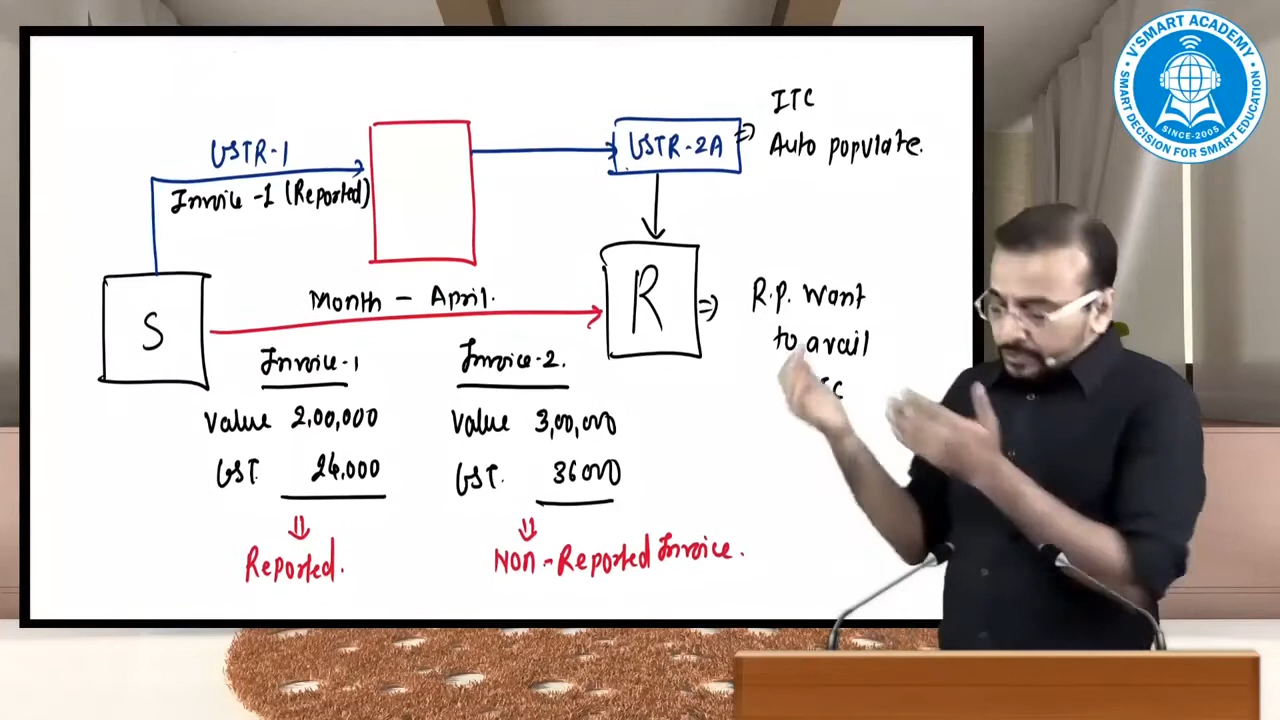 ITC
GSTR-1
GSTR-2A ⇒ Auto populate.
Invoice -1 (Reported)
Month - April.
S
R ⇒ R.P. Want
to avail
Invoice-1
Invoice-2.
Value 2,00,000
Value 3,00,000
GST. 24,000
GST. 36000
Reported.
Non-Reported Invoice.
V'SMART ACADEMY
SINCE-2005
SMART DECISION FOR SMART EDUCATION